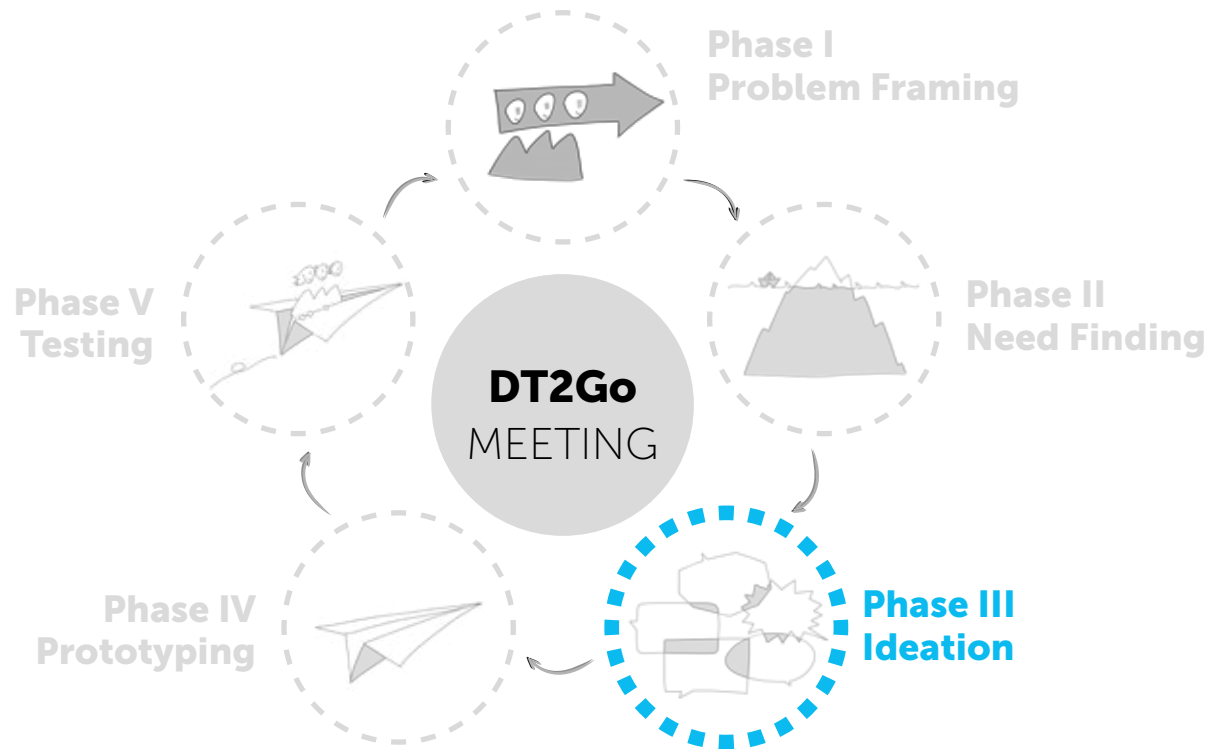 Phase I
Problem Framing
Phase II
Need Finding
Phase III
Ideation
Phase IV
Prototyping
Phase V
Testing
DT2Go
MEETING